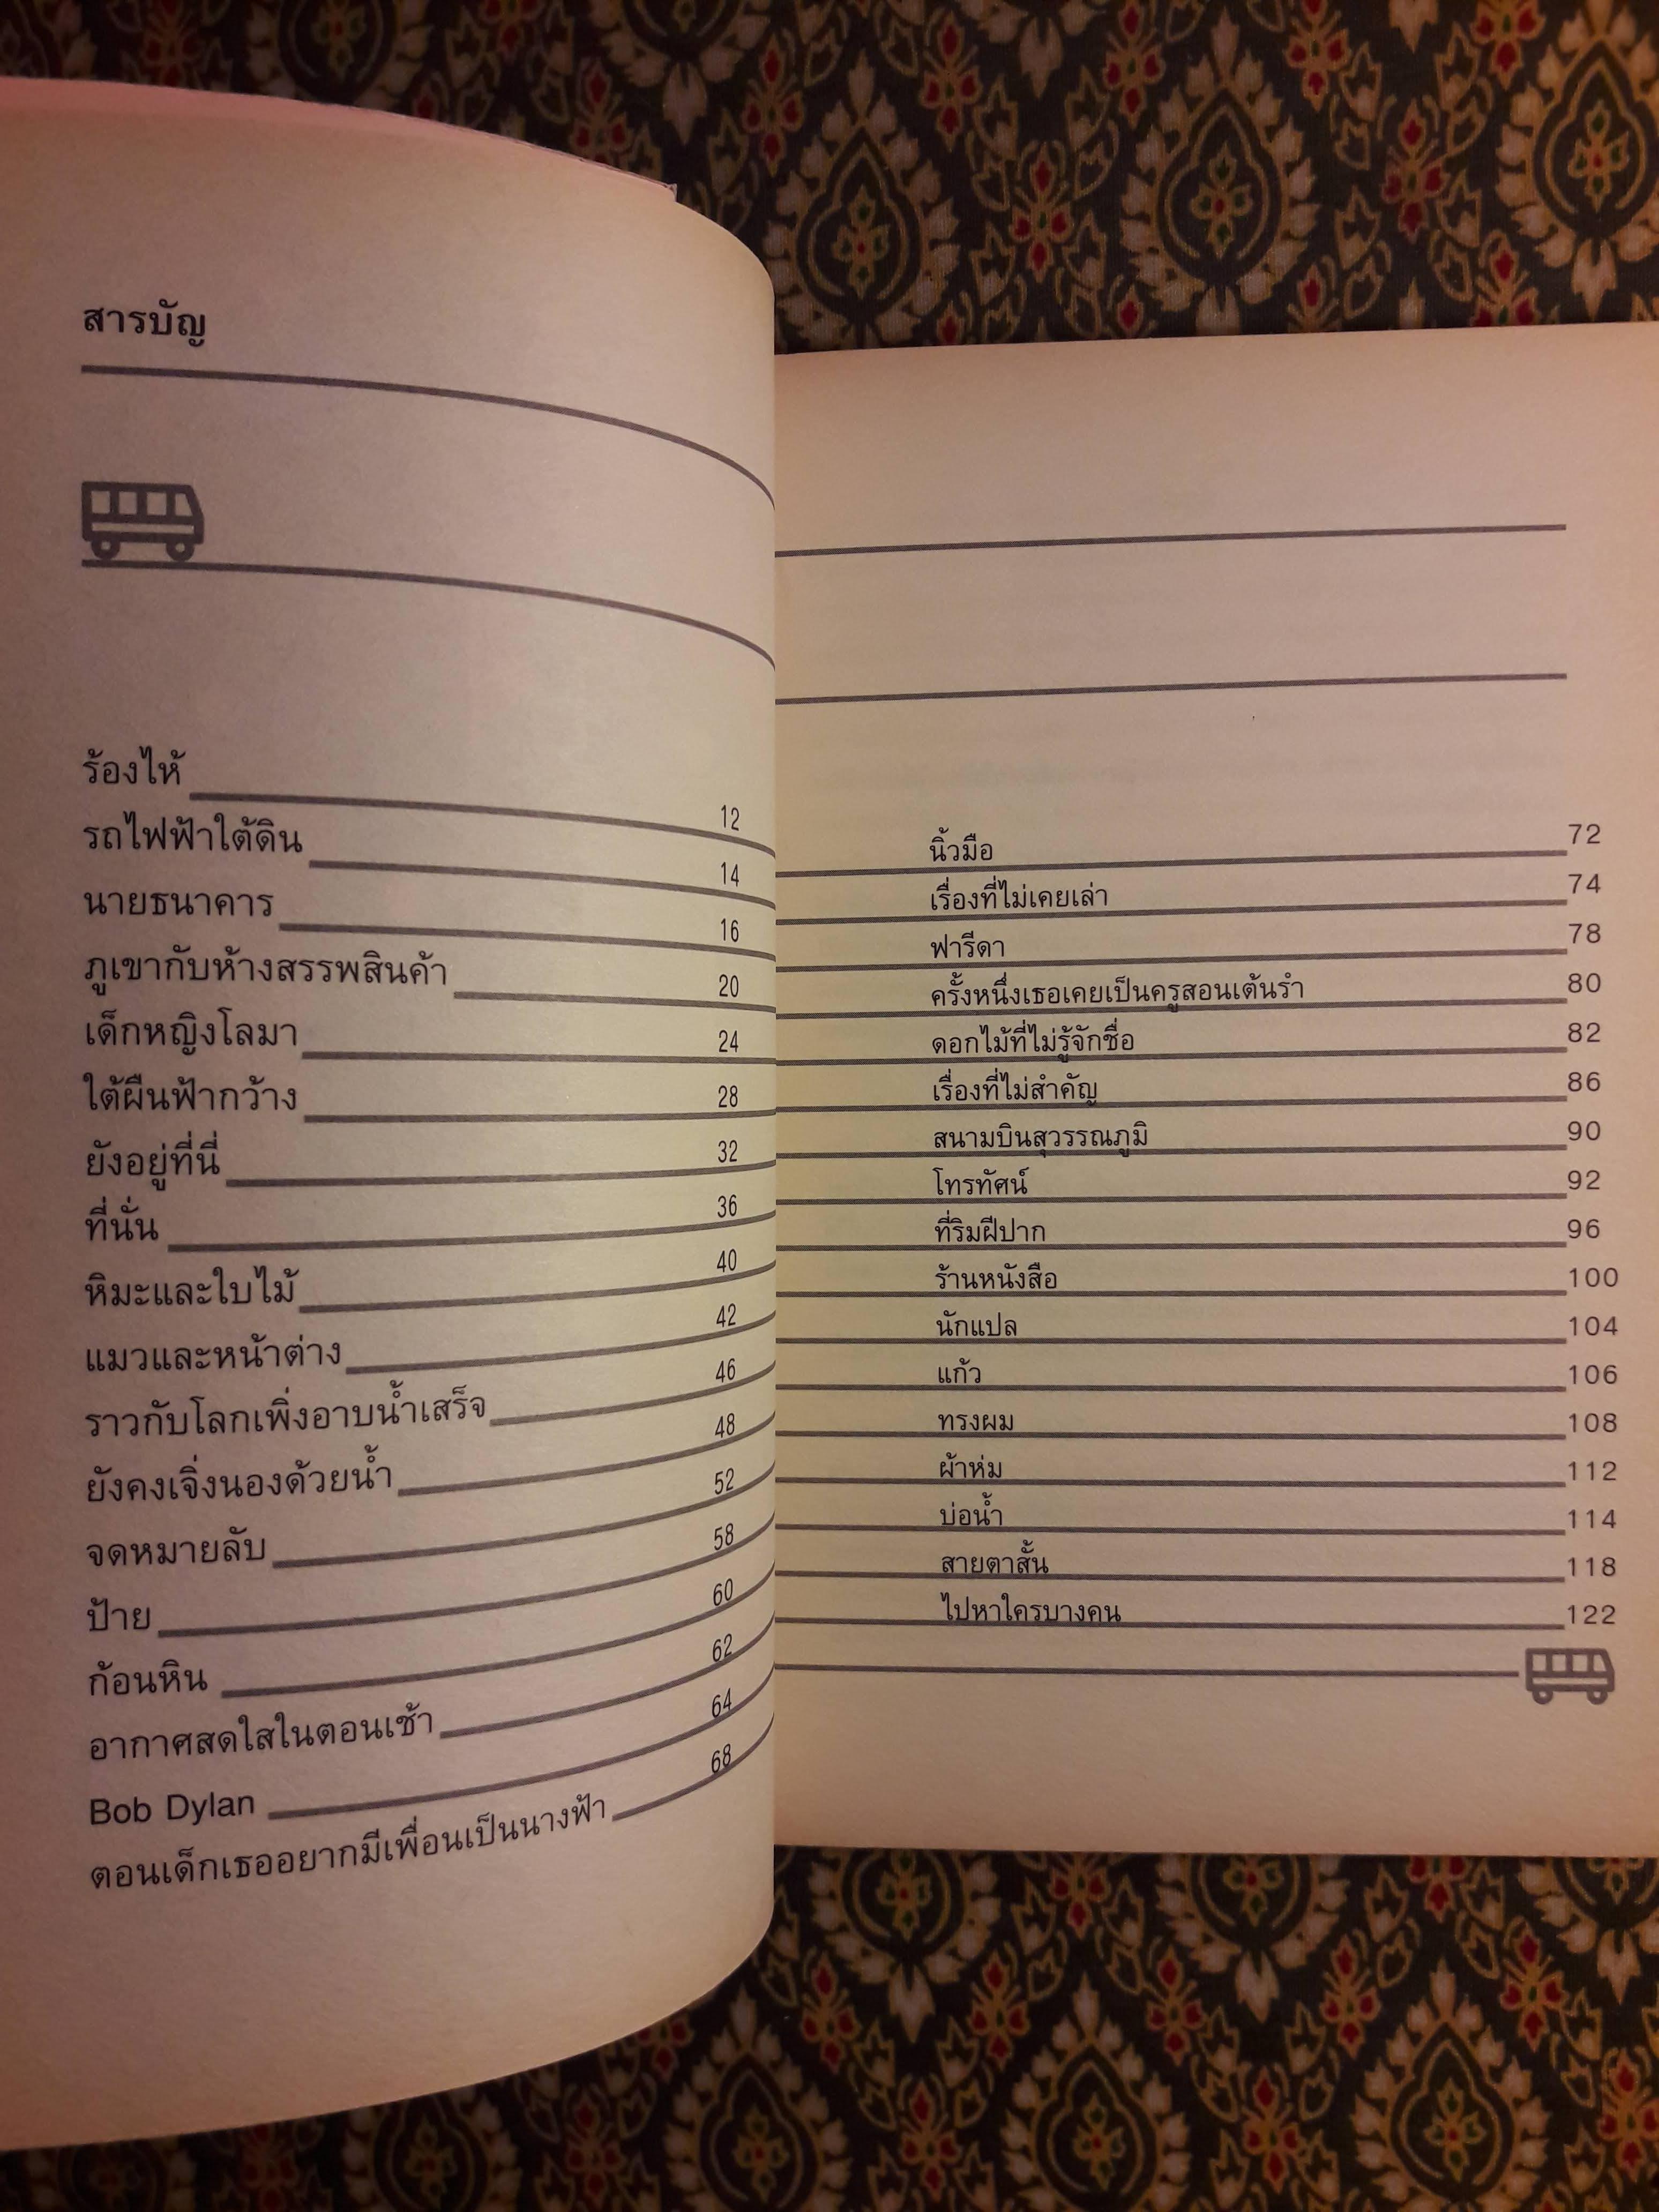 สารบัญ
ร้องไห้ 12
รถไฟฟ้าใต้ดิน 14
นายธนาคาร 16
ภูเขากับห้างสรรพสินค้า 20
เด็กหญิงโลมา 24
ใต้ผืนฟ้ากว้าง 28
ยังอยู่ที่นี่ 32
ที่นั่น 36
หิมะและใบไม้ 40
แมวและหน้าต่าง 42
ราวกับโลกเพิ่งอาบน้ำเสร็จ 46
ยังคงเจิ่งนองด้วยน้ำ 48
จดหมายลับ 52
ป้าย 58
ก้อนหิน 60
อากาศสดใสในตอนเช้า 62
Bob Dylan 64
ตอนเด็กเธออยากมีเพื่อนเป็นนางฟ้า 68
นิ้วมือ 72
เรื่องที่ไม่เคยเล่า 74
ฟารีดา 78
ครั้งหนึ่งเธอเคยเป็นครูสอนเต้นรำ 80
ดอกไม้ที่ไม่รู้จักชื่อ 82
เรื่องที่ไม่สำคัญ 86
สนามบินสุวรรณภูมิ 90
โทรทัศน์ 92
ที่ริมฝีปาก 96
ร้านหนังสือ 100
นักแปล 104
แก้ว 106
ทรงผม 108
ผ้าห่ม 112
บ่อน้ำ 114
สายตาสั้น 118
ไปหาใครบางคน 122